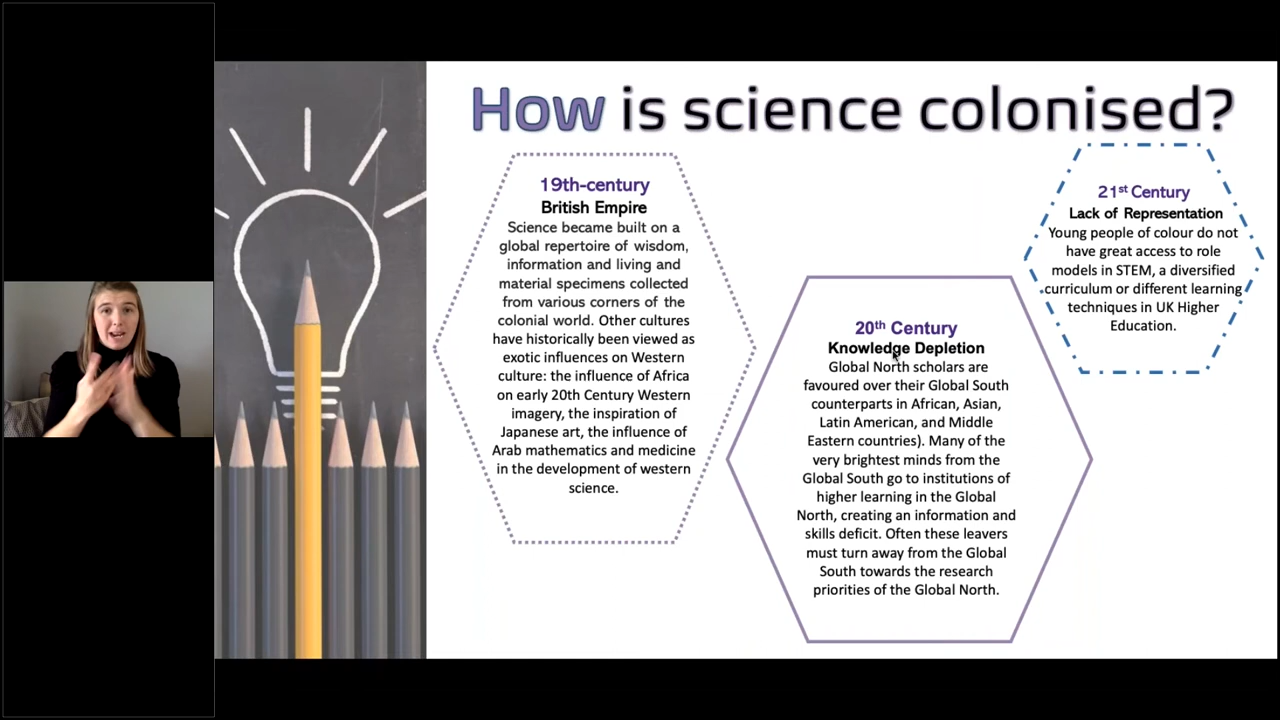 How is science colonised?
19th-century
British Empire
Science became built on a
global repertoire of wisdom,
information and living and
material specimens collected
from various corners of the
colonial world. Other cultures
have historically been viewed as
exotic influences on Western
culture: the influence of Africa
on early 20th Century Western
imagery, the inspiration of
Japanese art, the influence of
Arab mathematics and medicine
in the development of western
science.
20th Century
Knowledge Depletion
Global North scholars are
favoured over their Global South
counterparts in African, Asian,
Latin American, and Middle
Eastern countries). Many of the
very brightest minds from the
Global South go to institutions of
higher learning in the Global
North, creating an information and
skills deficit. Often these leavers
must turn away from the Global
South towards the research
priorities of the Global North.
21st Century
Lack of Representation
Young people of colour do not
have great access to role
models in STEM, a diversified
curriculum or different learning
techniques in UK Higher
Education.